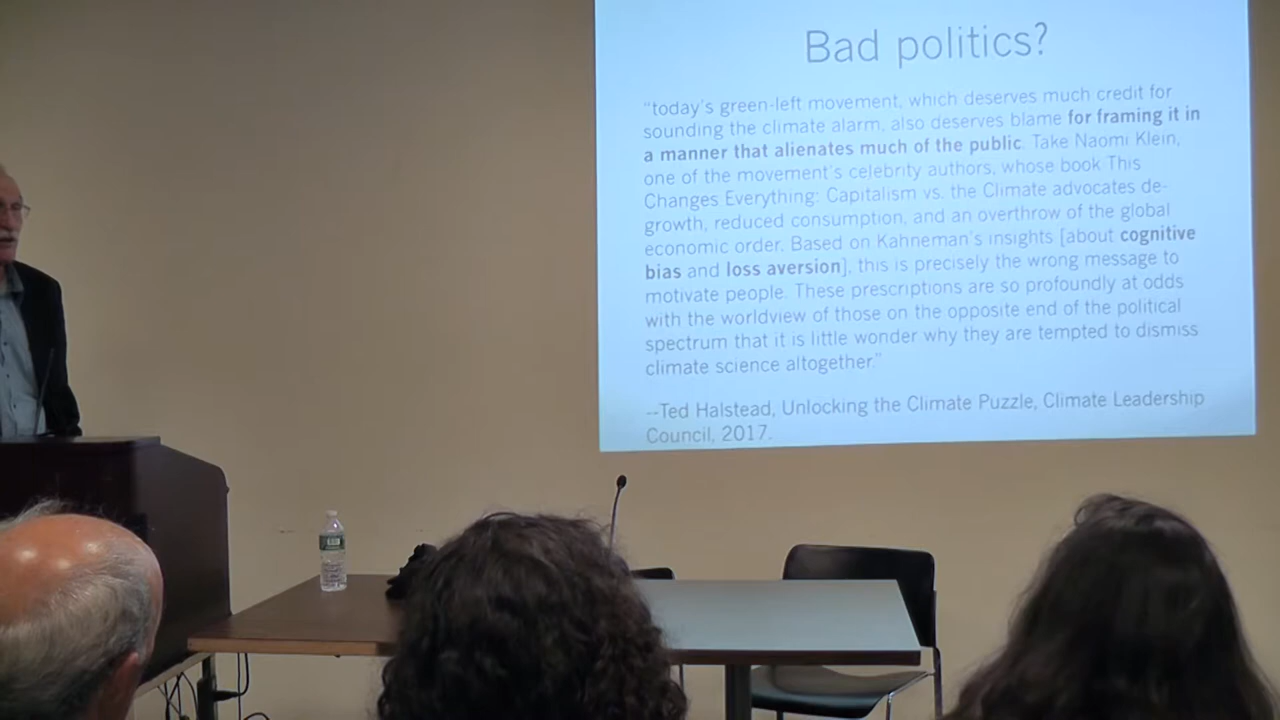 Bad politics?
“today’s green-left movement, which deserves much credit for
sounding the climate alarm, also deserves blame for framing it in
a manner that alienates much of the public. Take Naomi Klein,
one of the movement’s celebrity authors, whose book This
Changes Everything: Capitalism vs. the Climate advocates de-
growth, reduced consumption, and an overthrow of the global
economic order. Based on Kahneman’s insights [about cognitive
bias and loss aversion], this is precisely the wrong message to
motivate people. These prescriptions are so profoundly at odds
with the worldview of those on the opposite end of the political
spectrum that it is little wonder why they are tempted to dismiss
climate science altogether.”
--Ted Halstead, Unlocking the Climate Puzzle, Climate Leadership
Council, 2017.